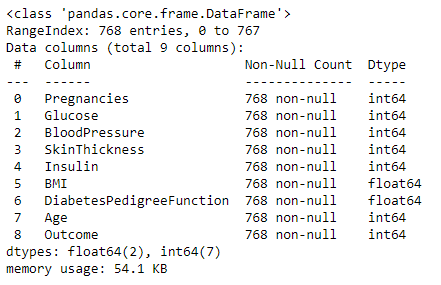 <class 'pandas.core.frame.DataFrame'>
RangeIndex: 768 entries, 0 to 767
Data columns (total 9 columns):
 #   Column                    Non-Null Count  Dtype
---  ------                    --------------  -----
 0   Pregnancies               768 non-null    int64
 1   Glucose                   768 non-null    int64
 2   BloodPressure             768 non-null    int64
 3   SkinThickness             768 non-null    int64
 4   Insulin                   768 non-null    int64
 5   BMI                       768 non-null    float64
 6   DiabetesPedigreeFunction  768 non-null    float64
 7   Age                       768 non-null    int64
 8   Outcome                   768 non-null    int64
dtypes: float64(2), int64(7)
memory usage: 54.1 KB